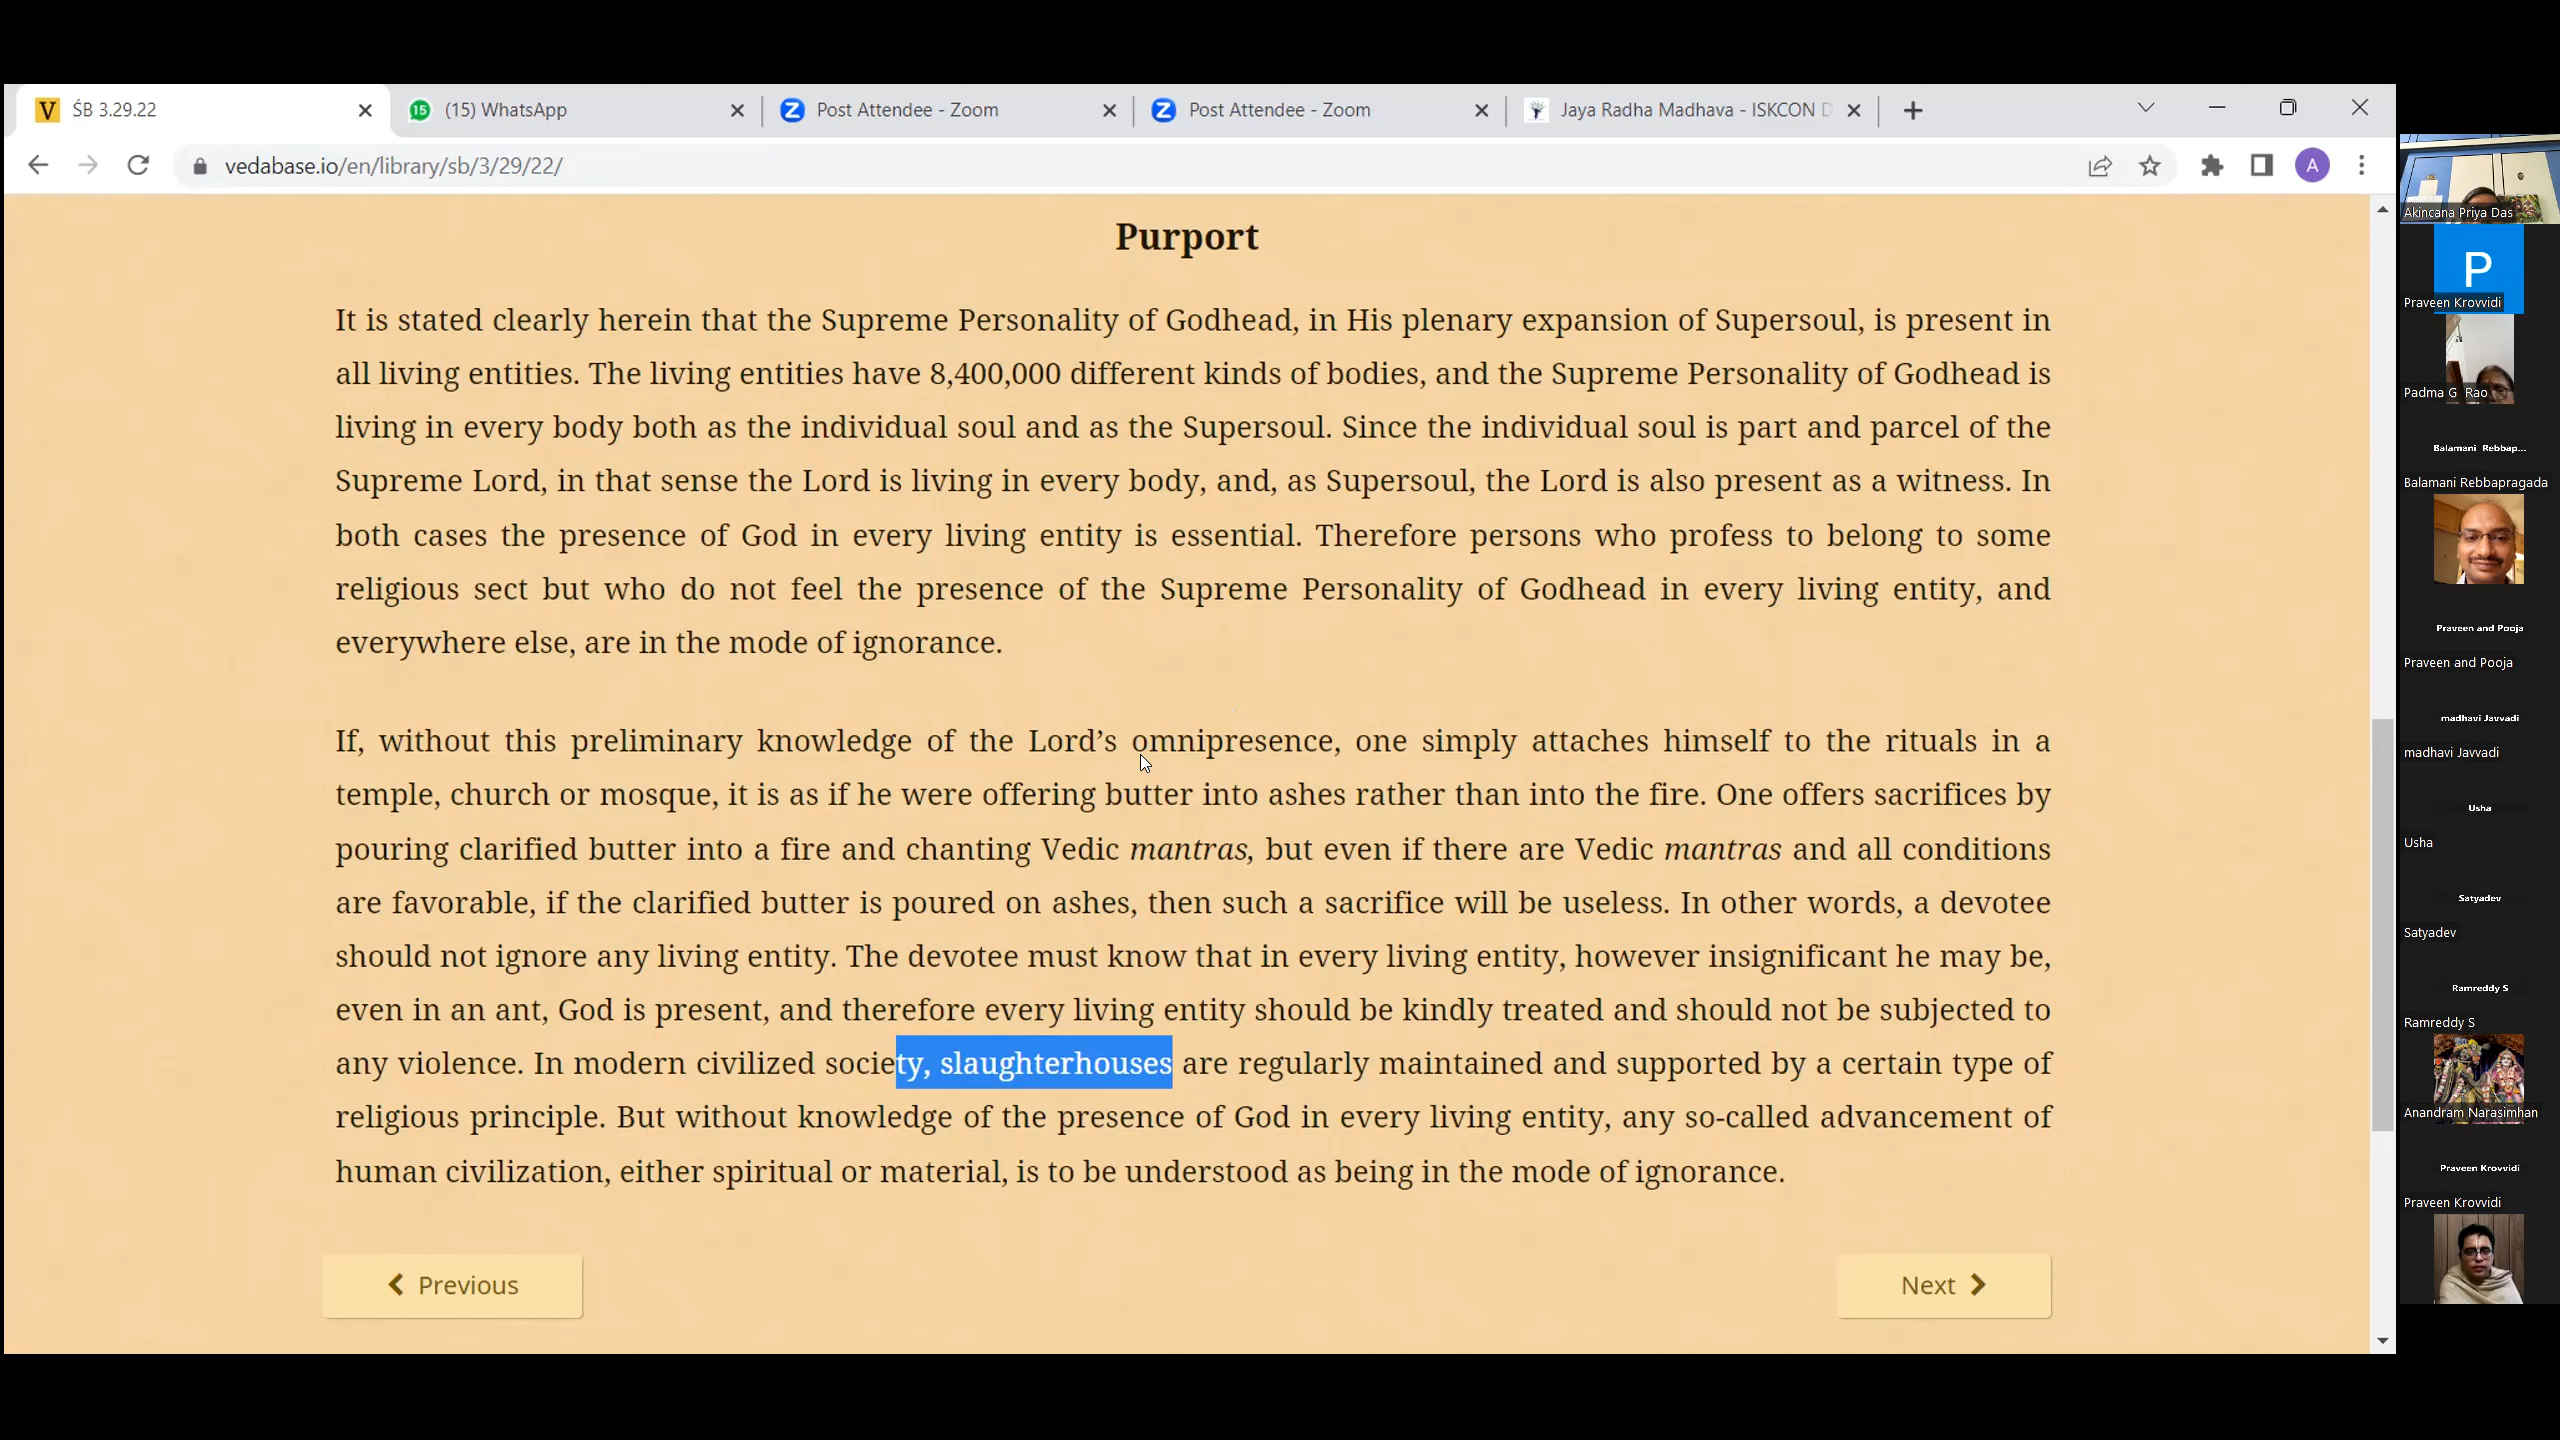 ŚB 3.29.22
15
(15) WhatsApp
Post Attendee - Zoom
Post Attendee - Zoom
Jaya Radha Madhava - ISKCON D
vedabase.io/en/library/sb/3/29/22/
A
Purport
It is stated clearly herein that the Supreme Personality of Godhead, in His plenary expansion of Supersoul, is present in
all living entities. The living entities have 8,400,000 different kinds of bodies, and the Supreme Personality of Godhead is
living in every body both as the individual soul and as the Supersoul. Since the individual soul is part and parcel of the
Supreme Lord, in that sense the Lord is living in every body, and, as Supersoul, the Lord is also present as a witness. In
both cases the presence of God in every living entity is essential. Therefore persons who profess to belong to some
religious sect but who do not feel the presence of the Supreme Personality of Godhead in every living entity, and
everywhere else, are in the mode of ignorance.
If, without this preliminary knowledge of the Lord’s omnipresence, one simply attaches himself to the rituals in a
temple, church or mosque, it is as if he were offering butter into ashes rather than into the fire. One offers sacrifices by
pouring clarified butter into a fire and chanting Vedic mantras, but even if there are Vedic mantras and all conditions
are favorable, if the clarified butter is poured on ashes, then such a sacrifice will be useless. In other words, a devotee
should not ignore any living entity. The devotee must know that in every living entity, however insignificant he may be,
even in an ant, God is present, and therefore every living entity should be kindly treated and should not be subjected to
any violence. In modern civilized society, slaughterhouses are regularly maintained and supported by a certain type of
religious principle. But without knowledge of the presence of God in every living entity, any so-called advancement of
human civilization, either spiritual or material, is to be understood as being in the mode of ignorance.
Previous
Next
Akincana Priya Das
P
Praveen Krovvidi
Padma G Rao
Balamani Rebbap...
Balamani Rebbapragada
Praveen and Pooja
Praveen and Pooja
madhavi Javvadi
madhavi Javvadi
Usha
Usha
Satyadev
Satyadev
Ramreddy S
Ramreddy S
Anandram Narasimhan
Praveen Krovvidi
Praveen Krovvidi